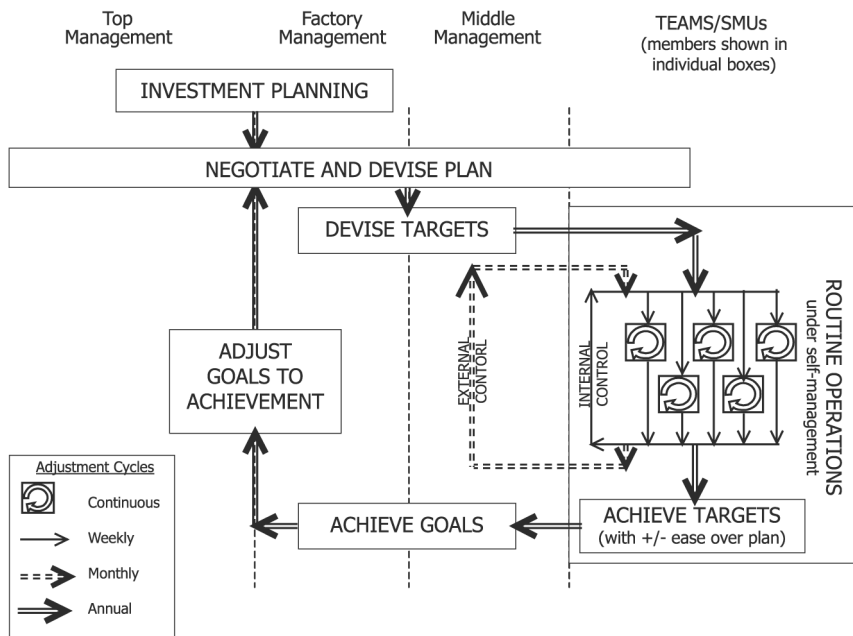 Top
Management
Factory
Management
Middle
Management
TEAMS/SMUs
(members shown in
individual boxes)
INVESTMENT PLANNING
NEGOTIATE AND DEVISE PLAN
DEVISE TARGETS
ADJUST
GOALS TO
ACHIEVEMENT
EXTERNAL
CONTORL
INTERNAL
CONTROL
ROUTINE OPERATIONS
under self-management
Adjustment Cycles
Continuous
Weekly
Monthly
Annual
ACHIEVE GOALS
ACHIEVE TARGETS
(with +/- ease over plan)